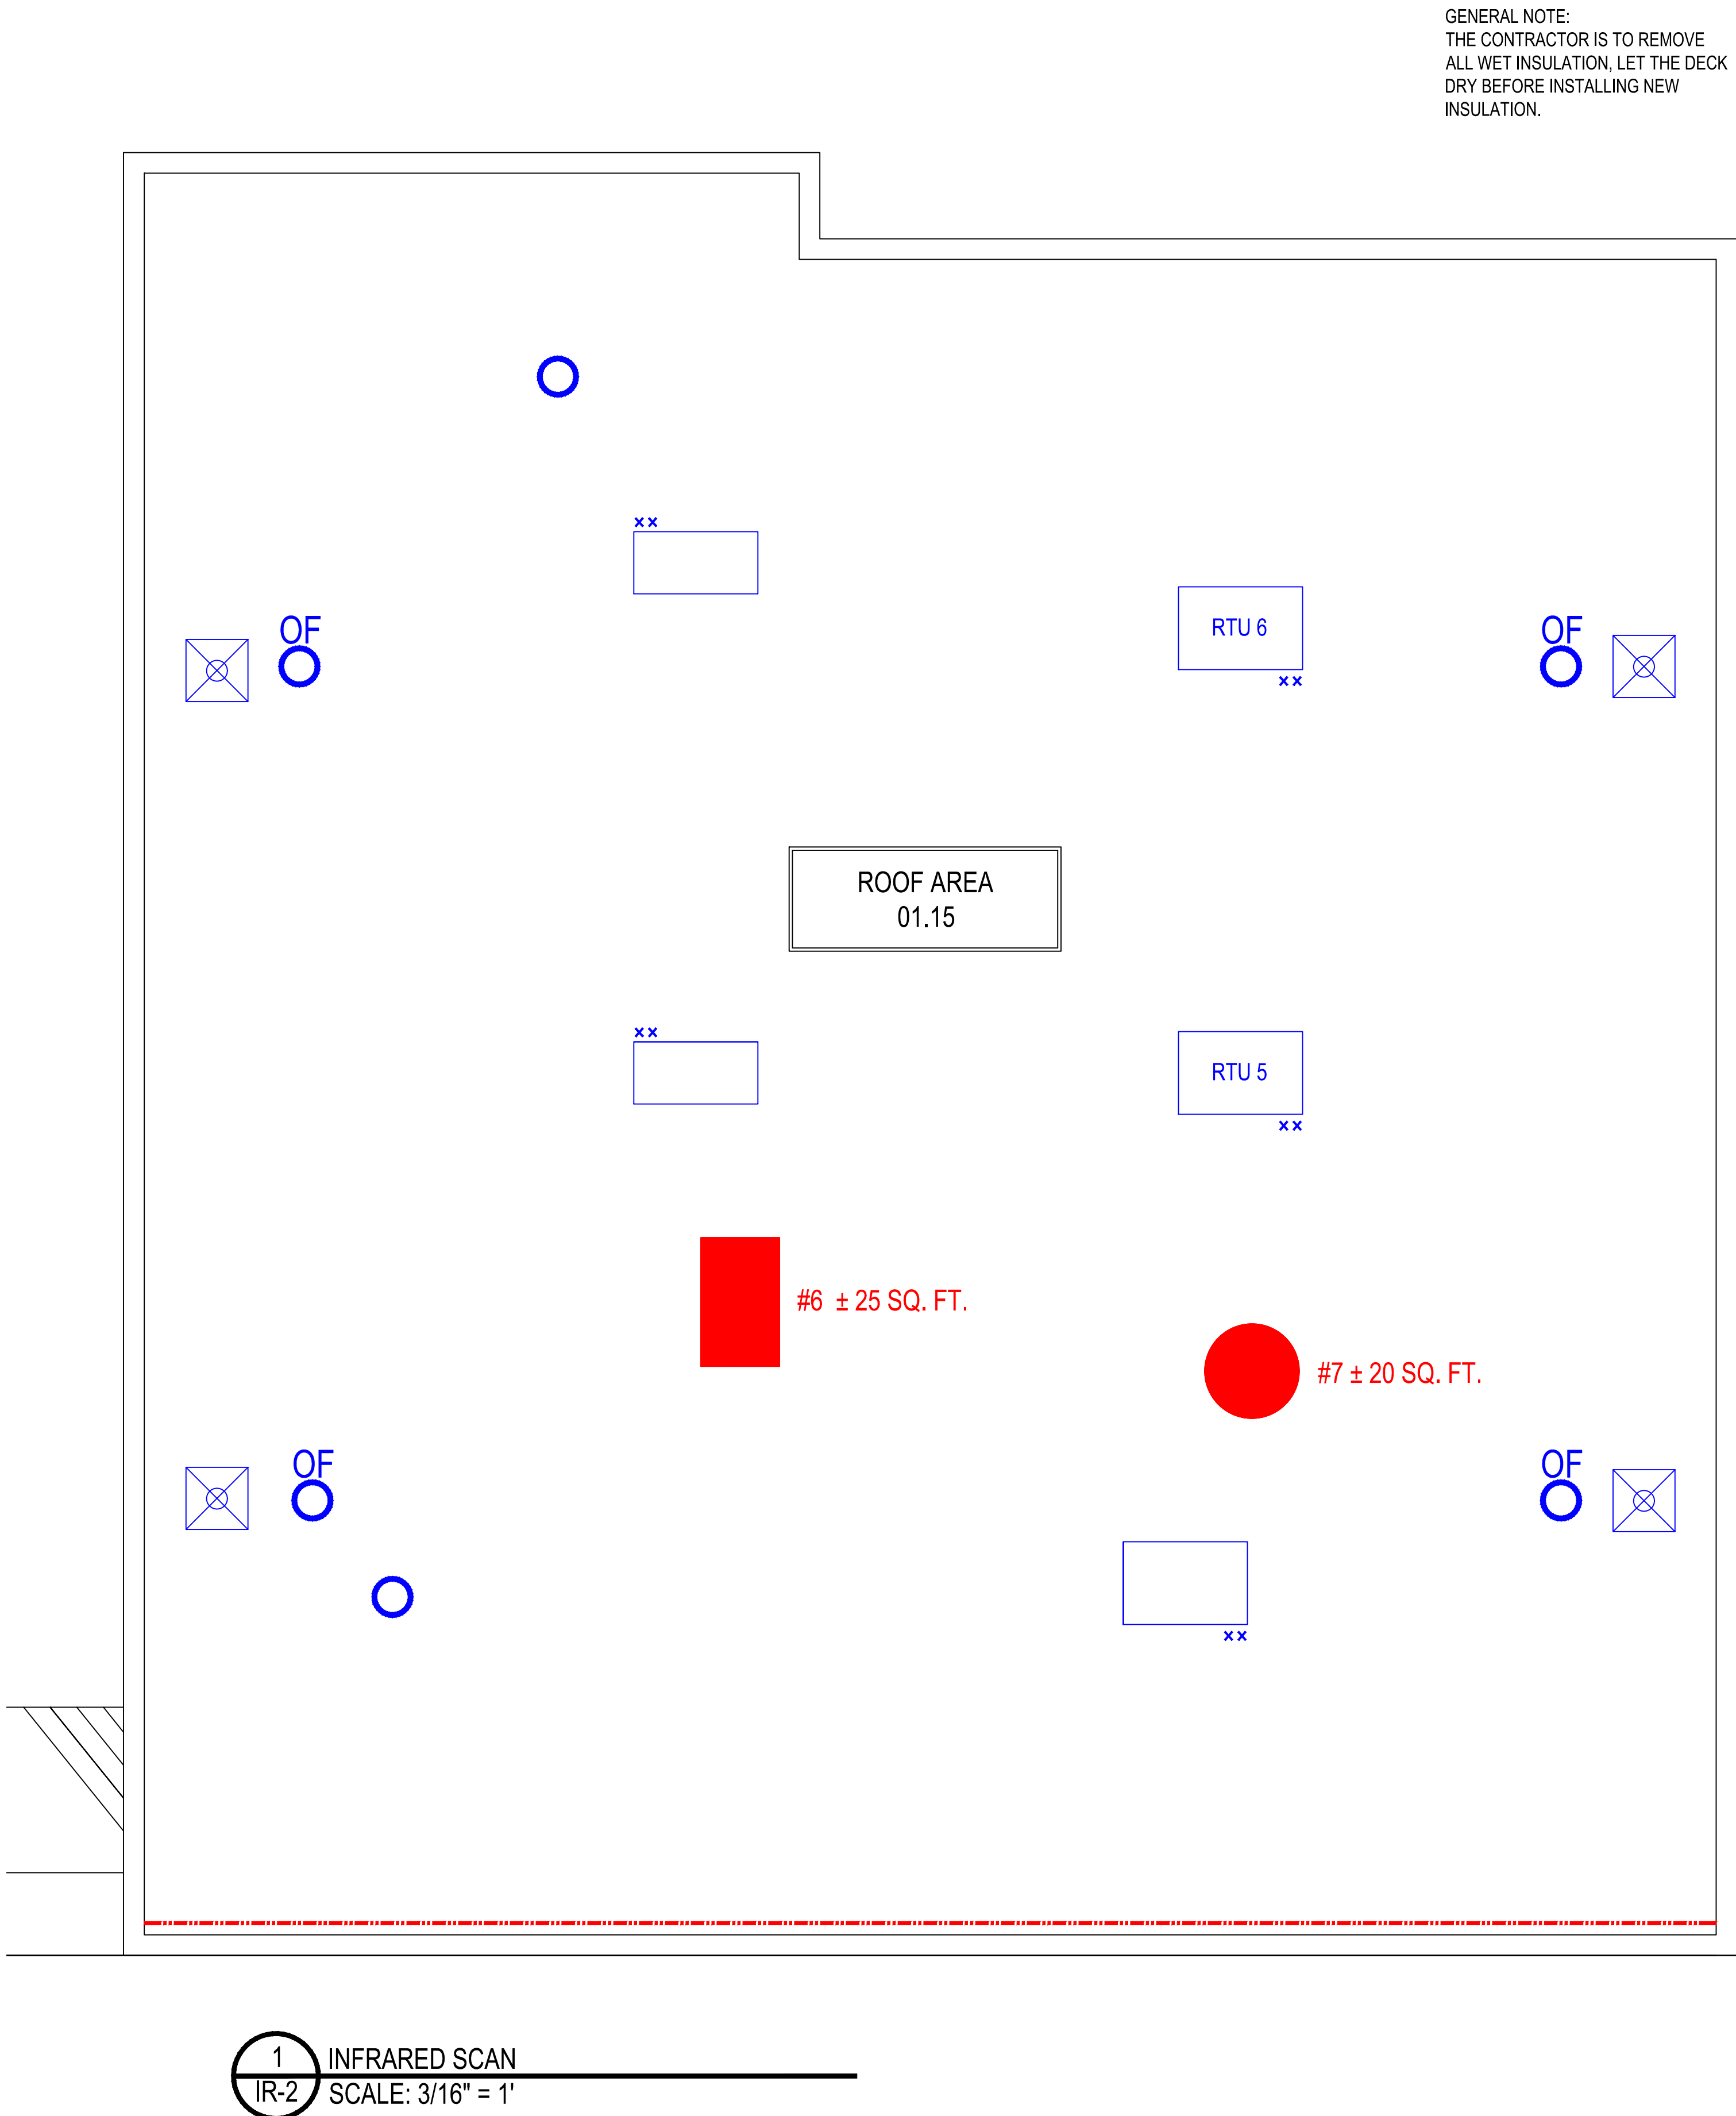 GENERAL NOTE:
THE CONTRACTOR IS TO REMOVE
ALL WET INSULATION, LET THE DECK
DRY BEFORE INSTALLING NEW
INSULATION.
××
OF
RTU 6
××
OF
ROOF AREA
01.15
××
RTU 5
××
#6 ± 25 SQ. FT.
#7 ± 20 SQ. FT.
OF
OF
××
1
INFRARED SCAN
IR-2
SCALE: 3/16" = 1'